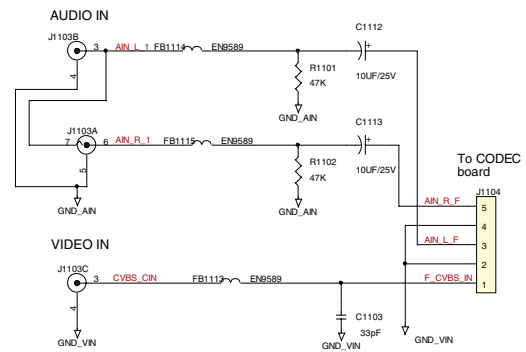 AUDIO IN
J1103B
3 AIN_L_1 FB1114 EN9589
4
C1112
+
10UF/25V
R1101
47K
GND_AIN
J1103A
7 6 AIN_R_1 FB1115 EN9589
5
C1113
+
10UF/25V
R1102
47K
GND_AIN
GND_AIN
To CODEC
board
J1104
AIN_R_F 5
4
AIN_L_F 3
2
F_CVBS_IN 1
VIDEO IN
J1103C
3 CVBS_CIN FB1113 EN9589
4
C1103
33pF
GND_VIN
GND_VIN
GND_VIN